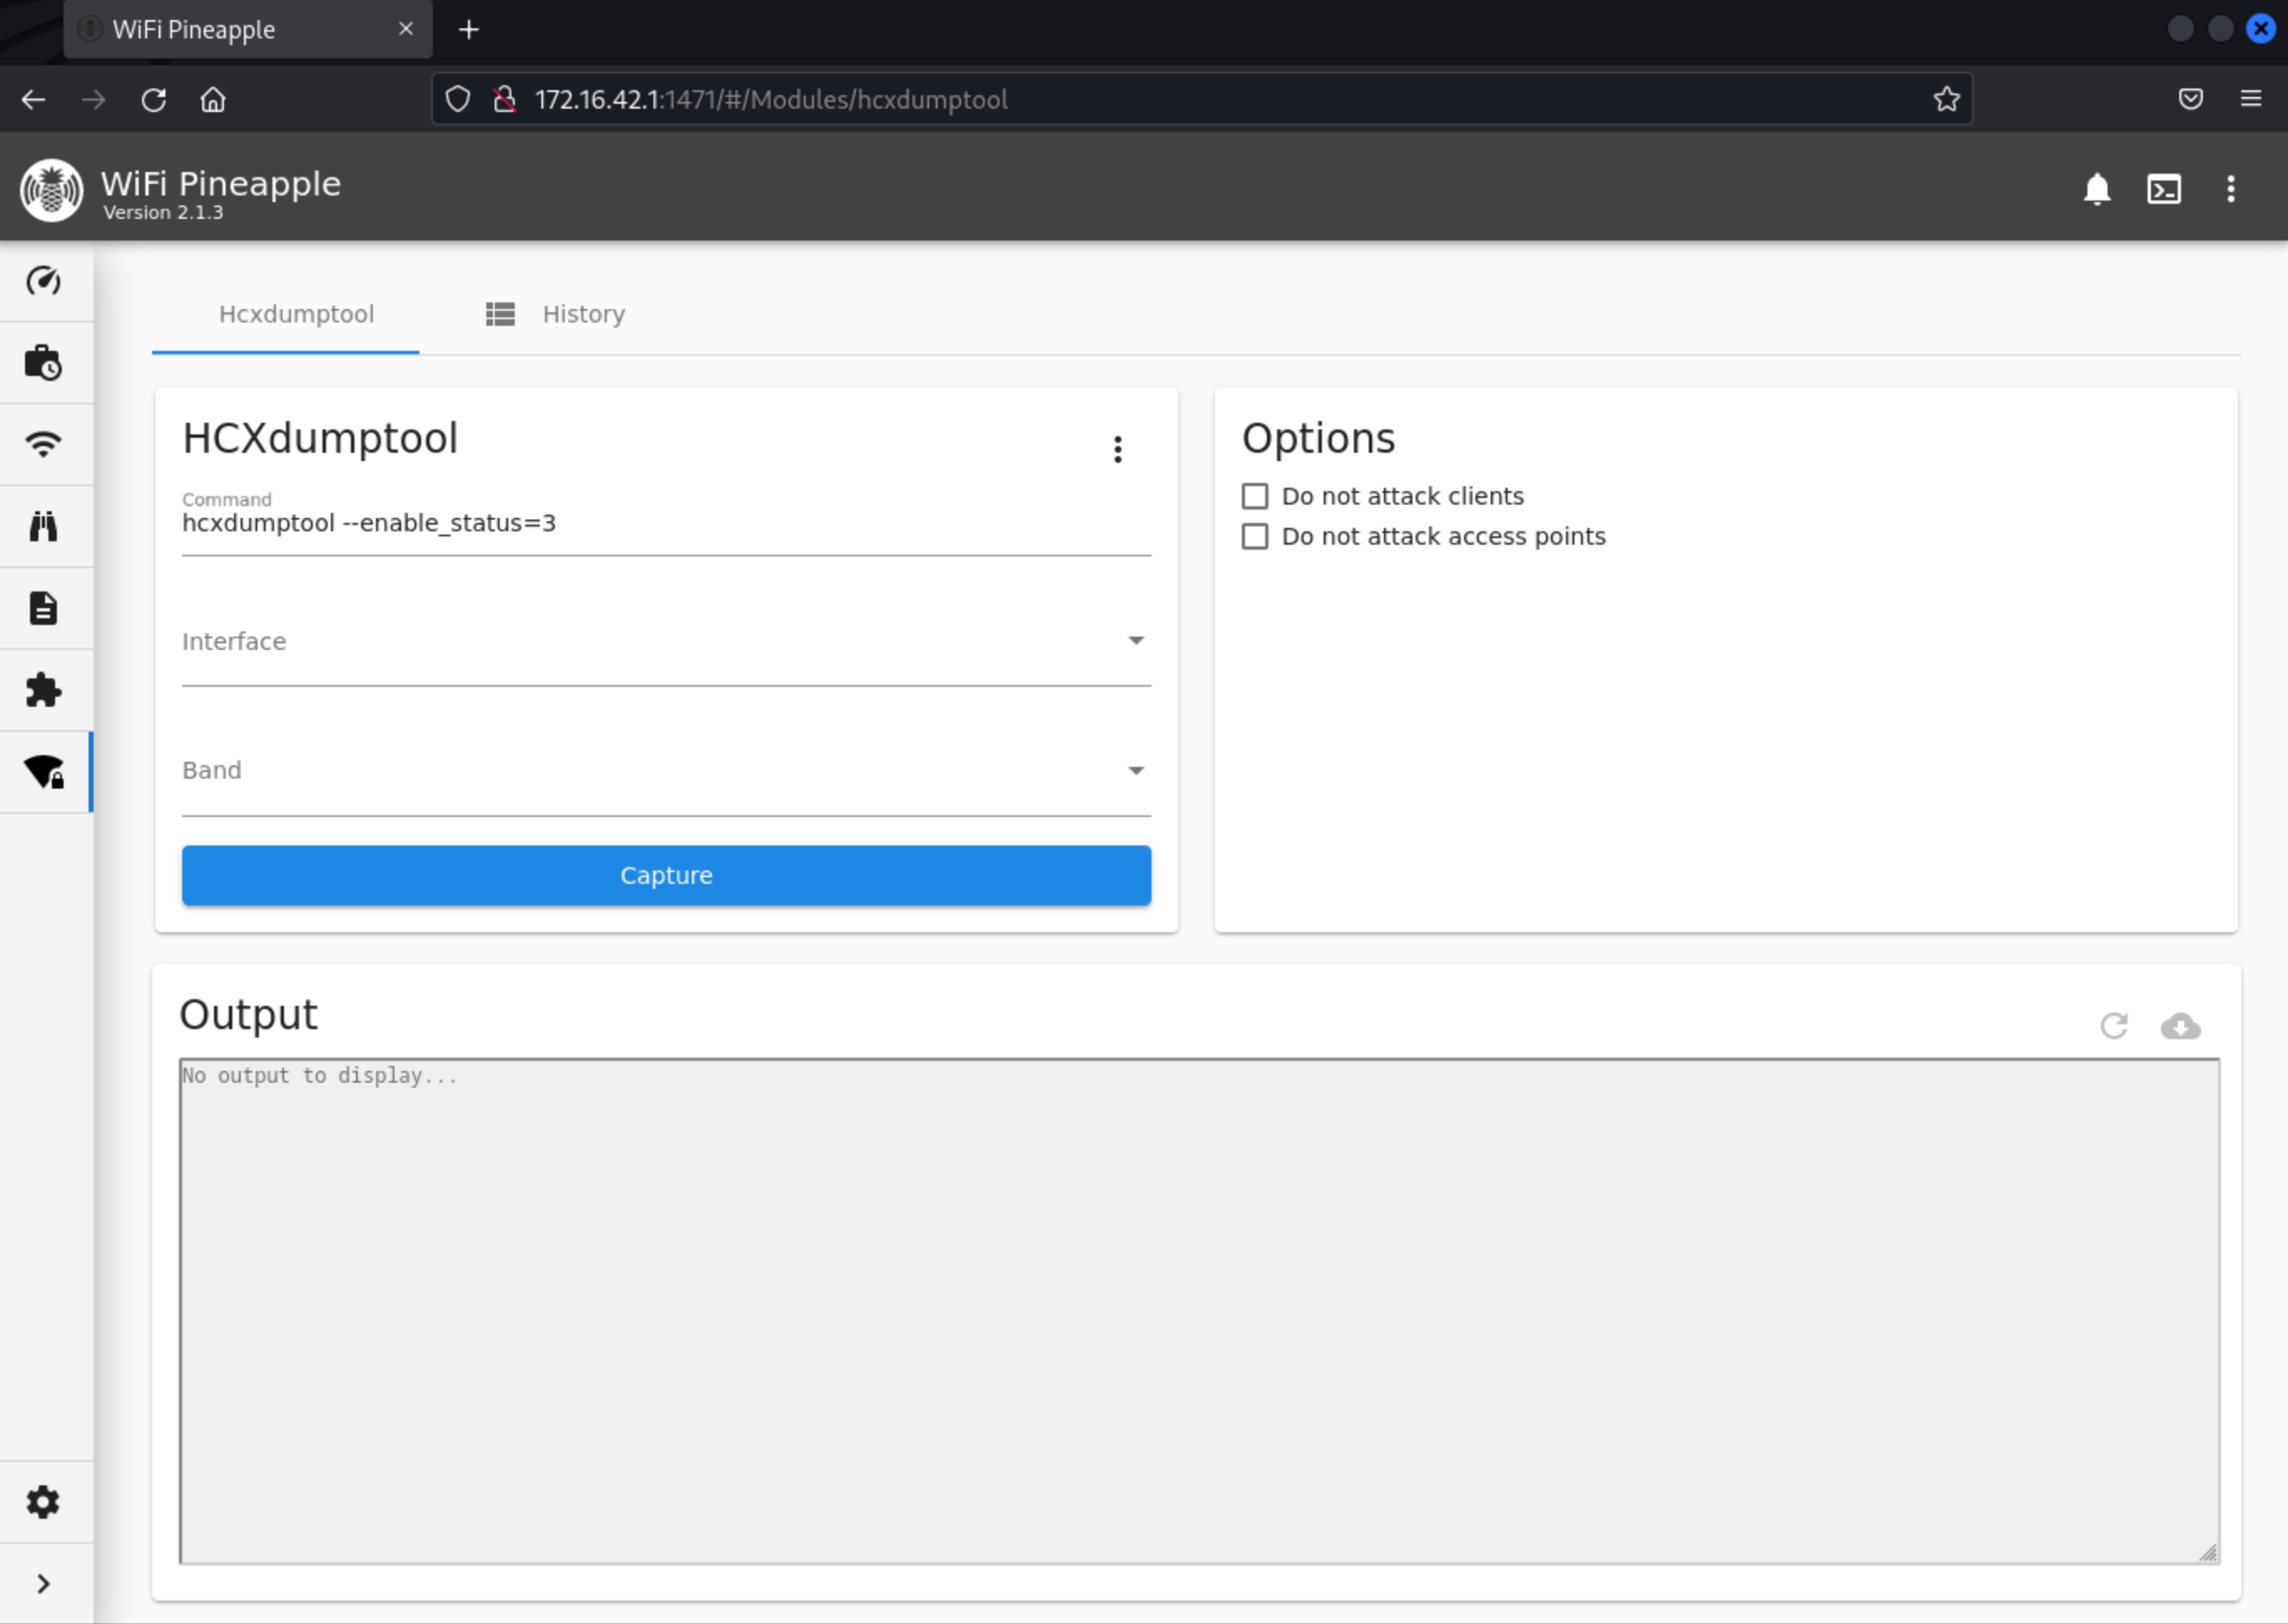 WiFi Pineapple
172.16.42.1:1471/#/Modules/hcxdumptool
WiFi Pineapple
Version 2.1.3
Hcxdumptool
History
HCXdumptool
Command
hcxdumptool --enable_status=3
Interface
Band
Capture
Options
Do not attack clients
Do not attack access points
Output
No output to display...